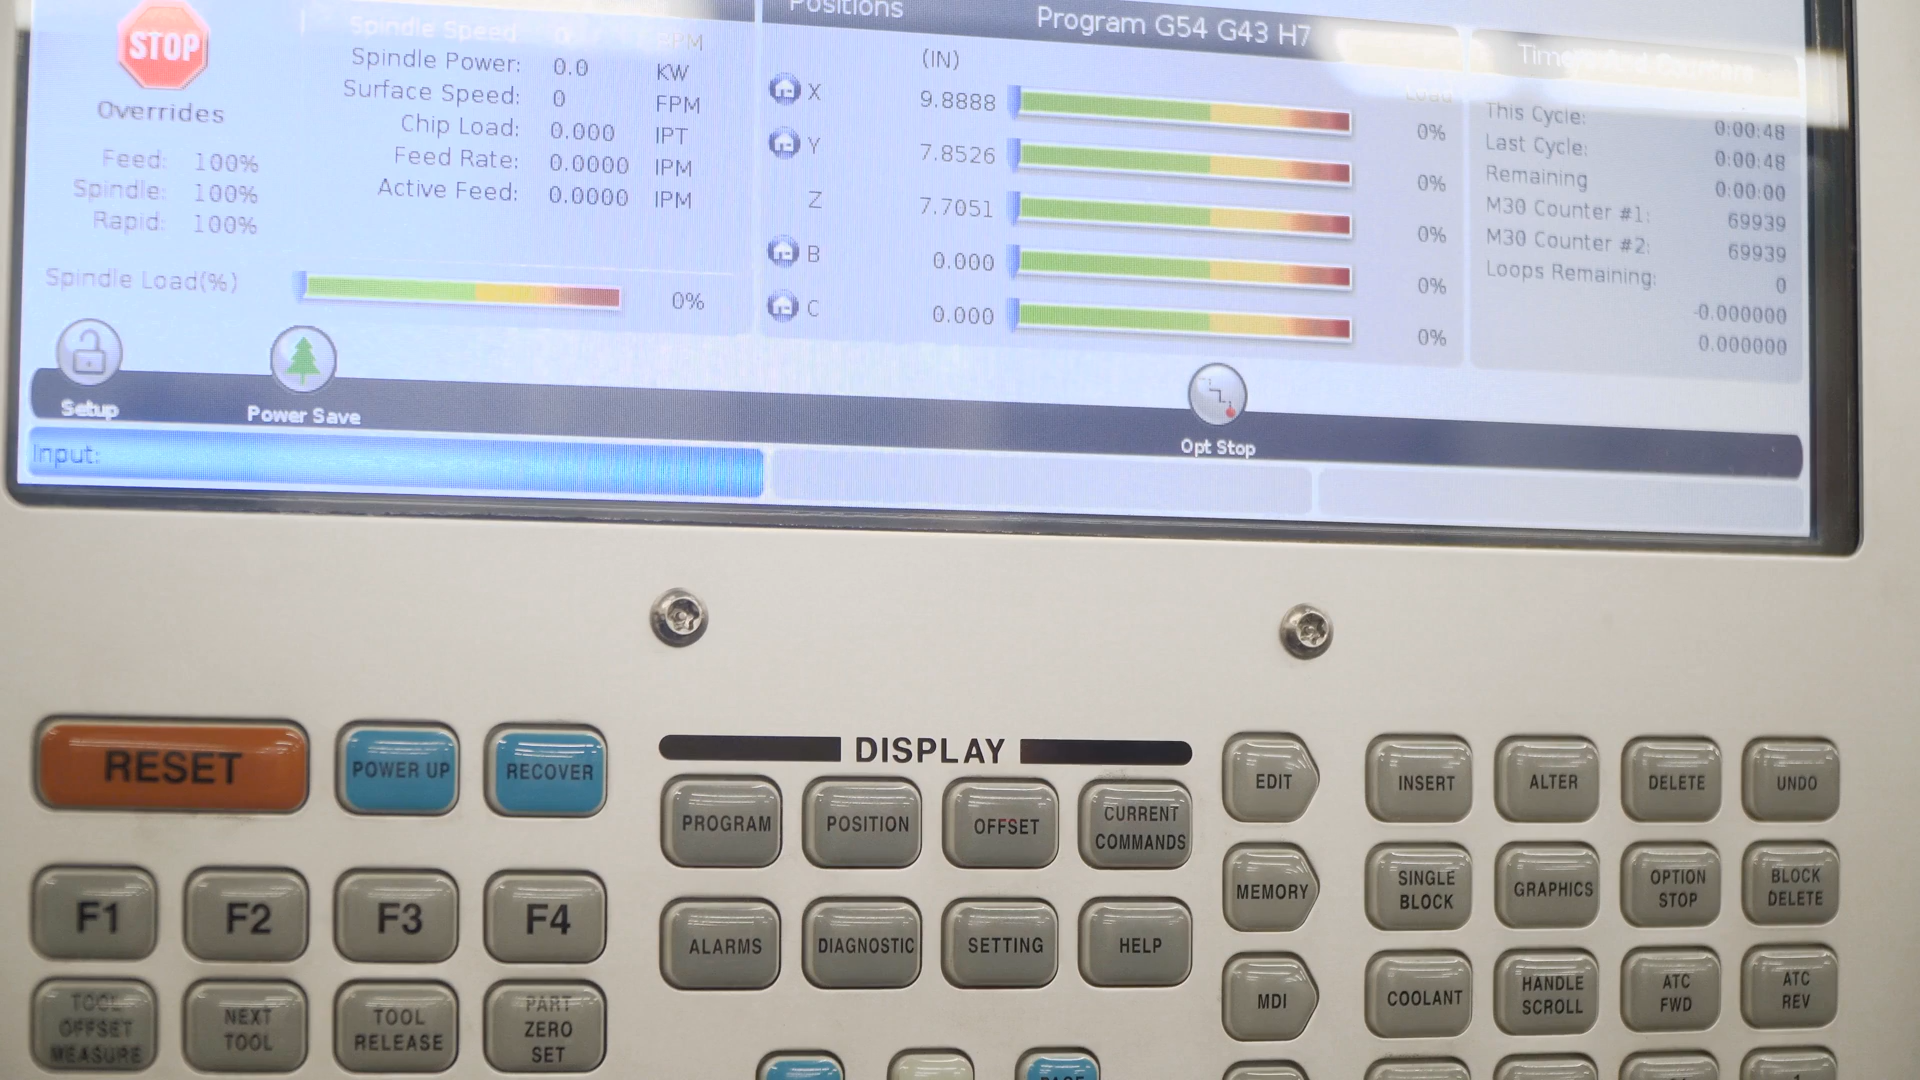 STOP
Overrides
Feed: 100%
Spindle: 100%
Rapid: 100%
Spindle Load(%) 0%
Spindle Speed RPM
Spindle Power: 0.0 KW
Surface Speed: 0 FPM
Chip Load: 0.000 IPT
Feed Rate: 0.0000 IPM
Active Feed: 0.0000 IPM
Positions Program G54 G43 H7
(IN) Load
X 9.8888 0%
Y 7.8526 0%
Z 7.7051 0%
B 0.000 0%
C 0.000 0%
Timers And Counters
This Cycle: 0:00:48
Last Cycle: 0:00:48
Remaining 0:00:00
M30 Counter #1: 69939
M30 Counter #2: 69939
Loops Remaining: 0
-0.000000
0.000000
Setup
Power Save
Opt Stop
Input:
RESET
POWER UP
RECOVER
F1
F2
F3
F4
TOOL
OFFSET
MEASURE
NEXT
TOOL
TOOL
RELEASE
PART
ZERO
SET
DISPLAY
PROGRAM
POSITION
OFFSET
CURRENT
COMMANDS
ALARMS
DIAGNOSTIC
SETTING
HELP
PAGE
EDIT
INSERT
ALTER
DELETE
UNDO
MEMORY
SINGLE
BLOCK
GRAPHICS
OPTION
STOP
BLOCK
DELETE
MDI
COOLANT
HANDLE
SCROLL
ATC
FWD
ATC
REV